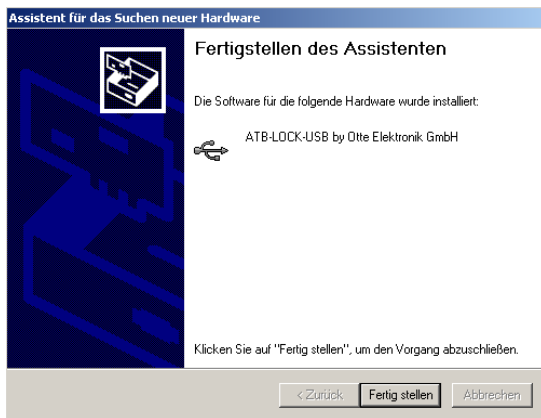 Assistent für das Suchen neuer Hardware
Fertigstellen des Assistenten
Die Software für die folgende Hardware wurde installiert:
ATB-LOCK-USB by Otte Elektronik GmbH
Klicken Sie auf "Fertig stellen", um den Vorgang abzuschließen.
< Zurück Fertig stellen Abbrechen